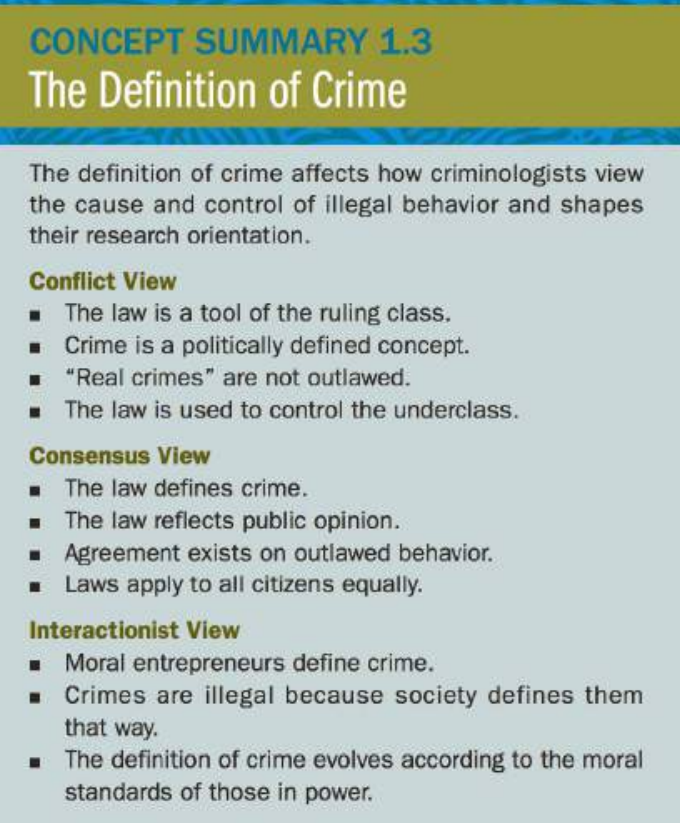 CONCEPT SUMMARY 1.3
The Definition of Crime
The definition of crime affects how criminologists view
the cause and control of illegal behavior and shapes
their research orientation.
Conflict View
■ The law is a tool of the ruling class.
■ Crime is a politically defined concept.
■ “Real crimes” are not outlawed.
■ The law is used to control the underclass.
Consensus View
■ The law defines crime.
■ The law reflects public opinion.
■ Agreement exists on outlawed behavior.
■ Laws apply to all citizens equally.
Interactionist View
■ Moral entrepreneurs define crime.
■ Crimes are illegal because society defines them
that way.
■ The definition of crime evolves according to the moral
standards of those in power.